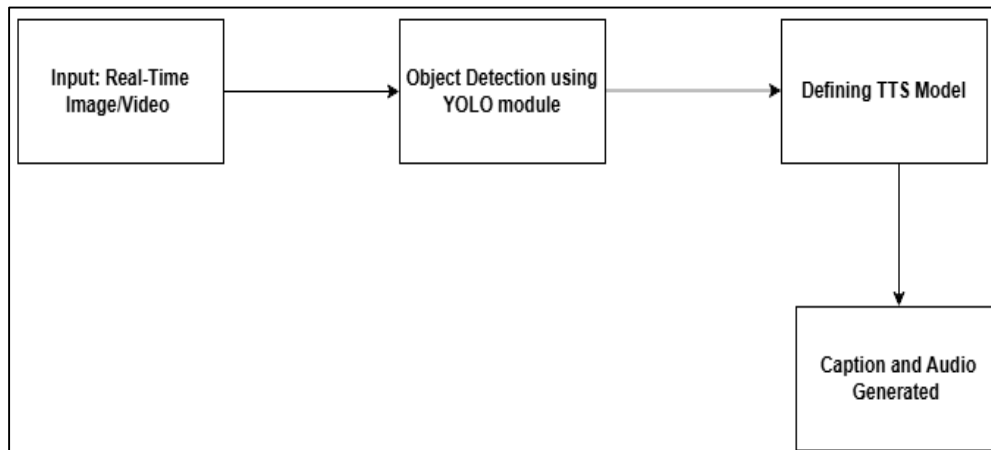 Input: Real-Time
Image/Video
Object Detection using
YOLO module
Defining TTS Model
Caption and Audio
Generated